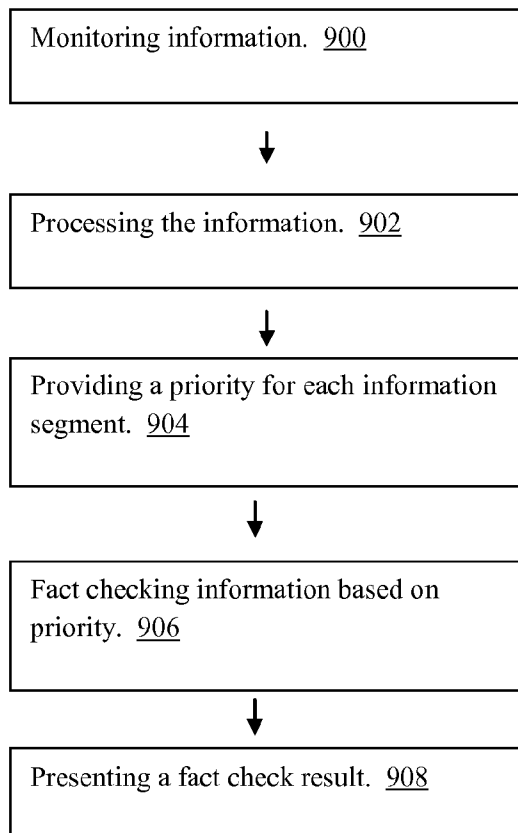 Monitoring information. 900
Processing the information. 902
Providing a priority for each information
segment. 904
Fact checking information based on
priority. 906
Presenting a fact check result. 908